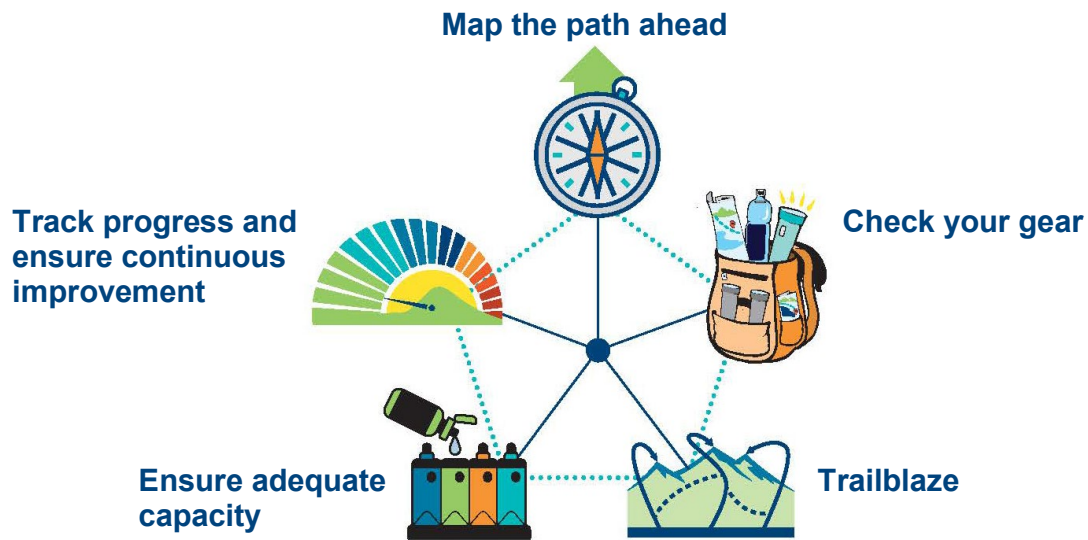 Map the path ahead
Check your gear
Track progress and
ensure continuous
improvement
Ensure adequate
capacity
Trailblaze